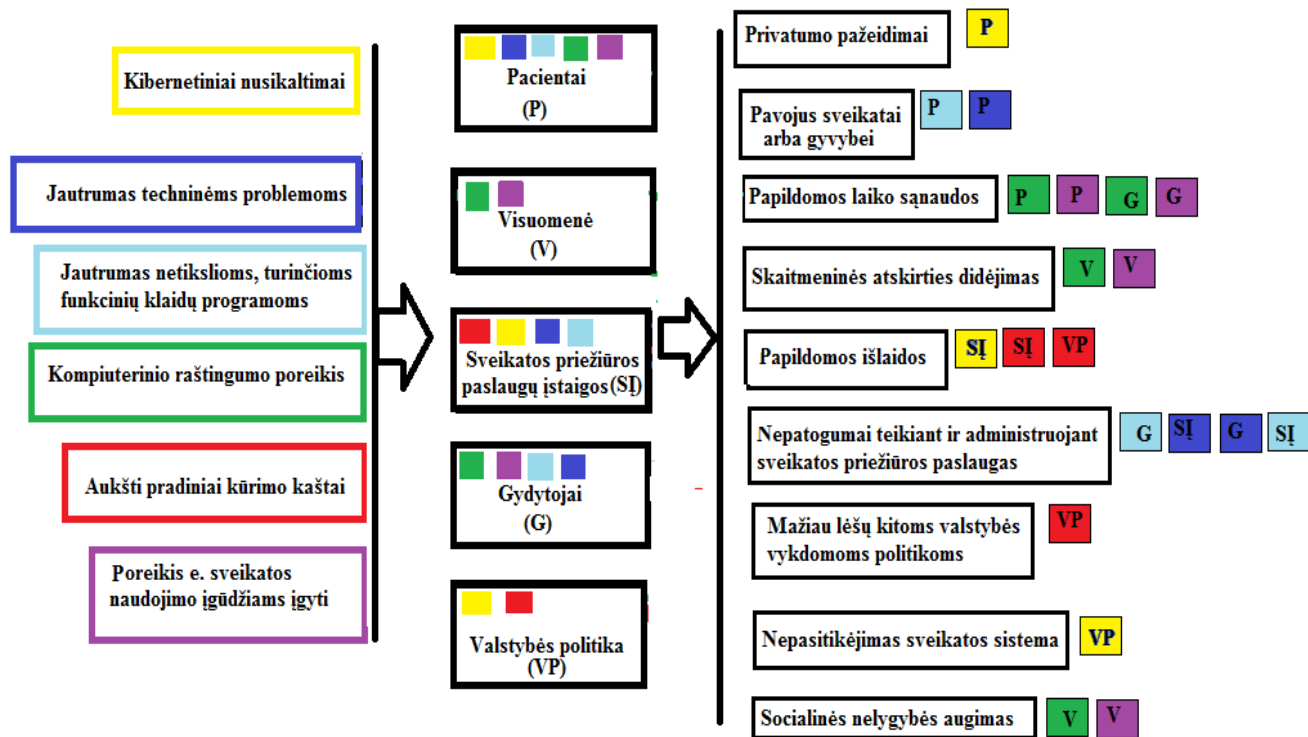 Kibernetiniai nusikaltimai
Jautrumas techninėms problemoms
Jautrumas netikslioms, turinčioms
funkcinių klaidų programoms
Kompiuterinio raštingumo poreikis
Aukšti pradiniai kūrimo kaštai
Poreikis e. sveikatos
naudojimo įgūdžiams įgyti
Pacientai
(P)
Visuomenė
(V)
Sveikatos priežiūros
paslaugų įstaigos (SĮ)
Gydytojai
(G)
Valstybės politika
(VP)
Privatumo pažeidimai P
Pavojus sveikatai
arba gyvybei
P P
Papildomos laiko sąnaudos P P G G
Skaitmeninės atskirties didėjimas V V
Papildomos išlaidos SĮ SĮ VP
Nepatogumai teikiant ir administruojant
sveikatos priežiūros paslaugas
G SĮ G SĮ
Mažiau lėšų kitoms valstybės
vykdomoms politikoms
VP
Nepasitikėjimas sveikatos sistema VP
Socialinės nelygybės augimas V V